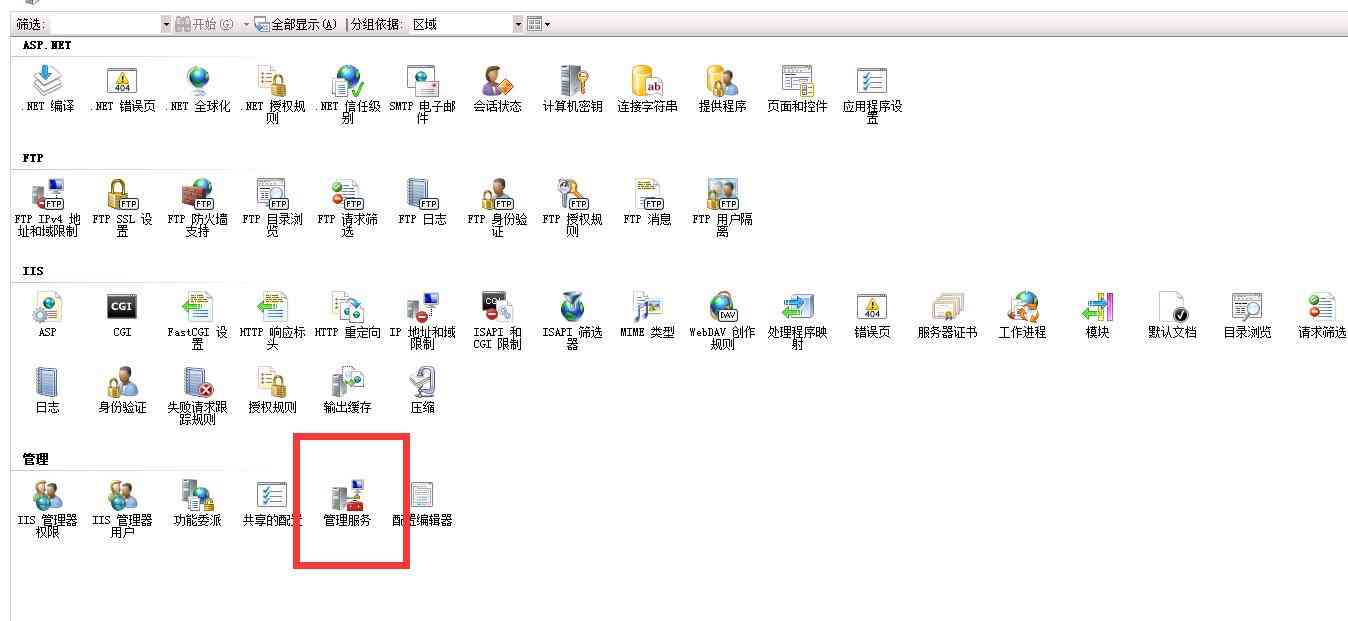 筛选: 开始(G) 全部显示(A) 分组依据: 区域
ASP.NET
.NET 编译 .NET 错误页 .NET 全球化 .NET 授权规 .NET 信任级 SMTP 电子邮 会话状态 计算机密钥 连接字符串 提供程序 页面和控件 应用程序设
则 别 件 置
FTP
FTP IPv4 地 FTP SSL 设 FTP 防火墙 FTP 目录浏 FTP 请求筛 FTP 日志 FTP 身份验 FTP 授权规 FTP 消息 FTP 用户隔
址和域限制 置 支持 览 选 证 则 离
IIS
ASP CGI FastCGI 设 HTTP 响应标 HTTP 重定向 IP 地址和域 ISAPI 和 ISAPI 筛选 MIME 类型 WebDAV 创作 处理程序映 错误页 服务器证书 工作进程 模块 默认文档 目录浏览 请求筛选
置 头 限制 CGI 限制 器 规则 射
日志 身份验证 失败请求跟 授权规则 输出缓存 压缩
踪规则
管理
IIS 管理器 IIS 管理器 功能委派 共享的配置 管理服务 配置编辑器
权限 用户